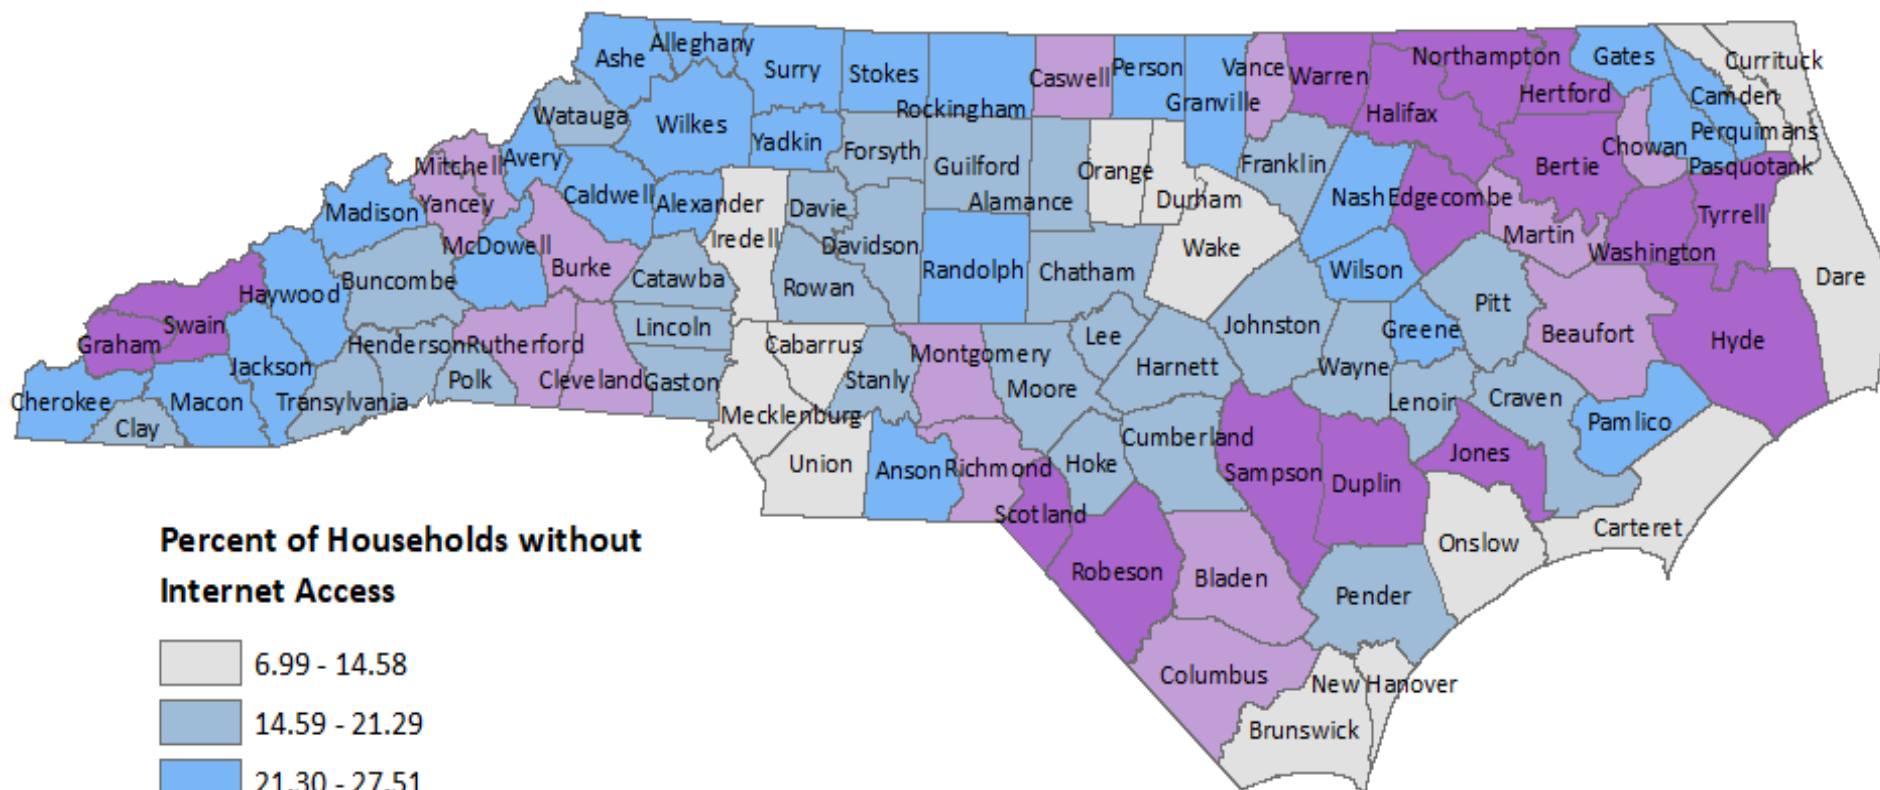 Ashe
Alleghany
Surry
Stokes
Rockingham
Caswell
Person
Granville
Vance
Warren
Northampton
Halifax
Hertford
Gates
Currituck
Camden
Perquimans
Pasquotank
Chowan
Bertie
Watauga
Wilkes
Yadkin
Forsyth
Guilford
Alamance
Orange
Durham
Franklin
Nash
Edgecombe
Martin
Washington
Tyrrell
Dare
Mitchell
Avery
Yancey
Caldwell
Alexander
Iredell
Davie
Davidson
Randolph
Chatham
Wake
Wilson
Pitt
Beaufort
Hyde
Madison
McDowell
Burke
Catawba
Rowan
Johnston
Greene
Haywood
Buncombe
Lincoln
Cabarrus
Stanly
Montgomery
Moore
Lee
Harnett
Wayne
Lenoir
Craven
Pamlico
Graham
Swain
Jackson
Henderson
Rutherford
Polk
Cleveland
Gaston
Mecklenburg
Cherokee
Clay
Macon
Transylvania
Union
Anson
Richmond
Hoke
Cumberland
Sampson
Duplin
Jones
Scotland
Onslow
Carteret
Robeson
Bladen
Pender
Columbus
New Hanover
Brunswick
Percent of Households without
Internet Access
6.99 - 14.58
14.59 - 21.29
21.30 - 27.51